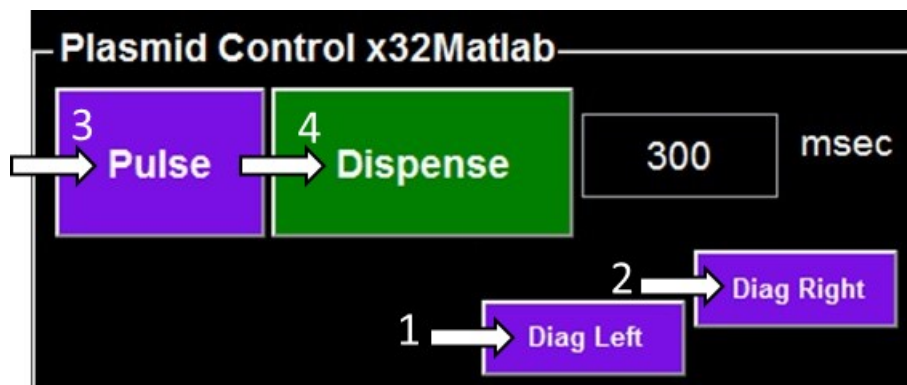 Plasmid Control x32Matlab
3 Pulse
4 Dispense
300 msec
2 Diag Right
1 Diag Left